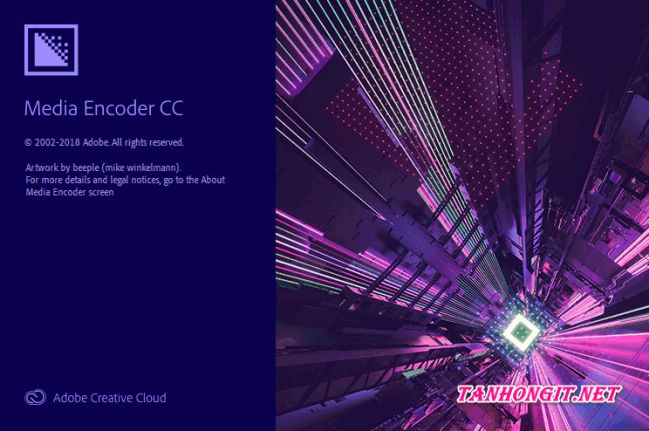 Media Encoder CC
© 2002-2018 Adobe. All rights reserved.
Artwork by beeple (mike winkelmann).
For more details and legal notices, go to the About
Media Encoder screen
Adobe Creative Cloud
TANHONGIT.NET